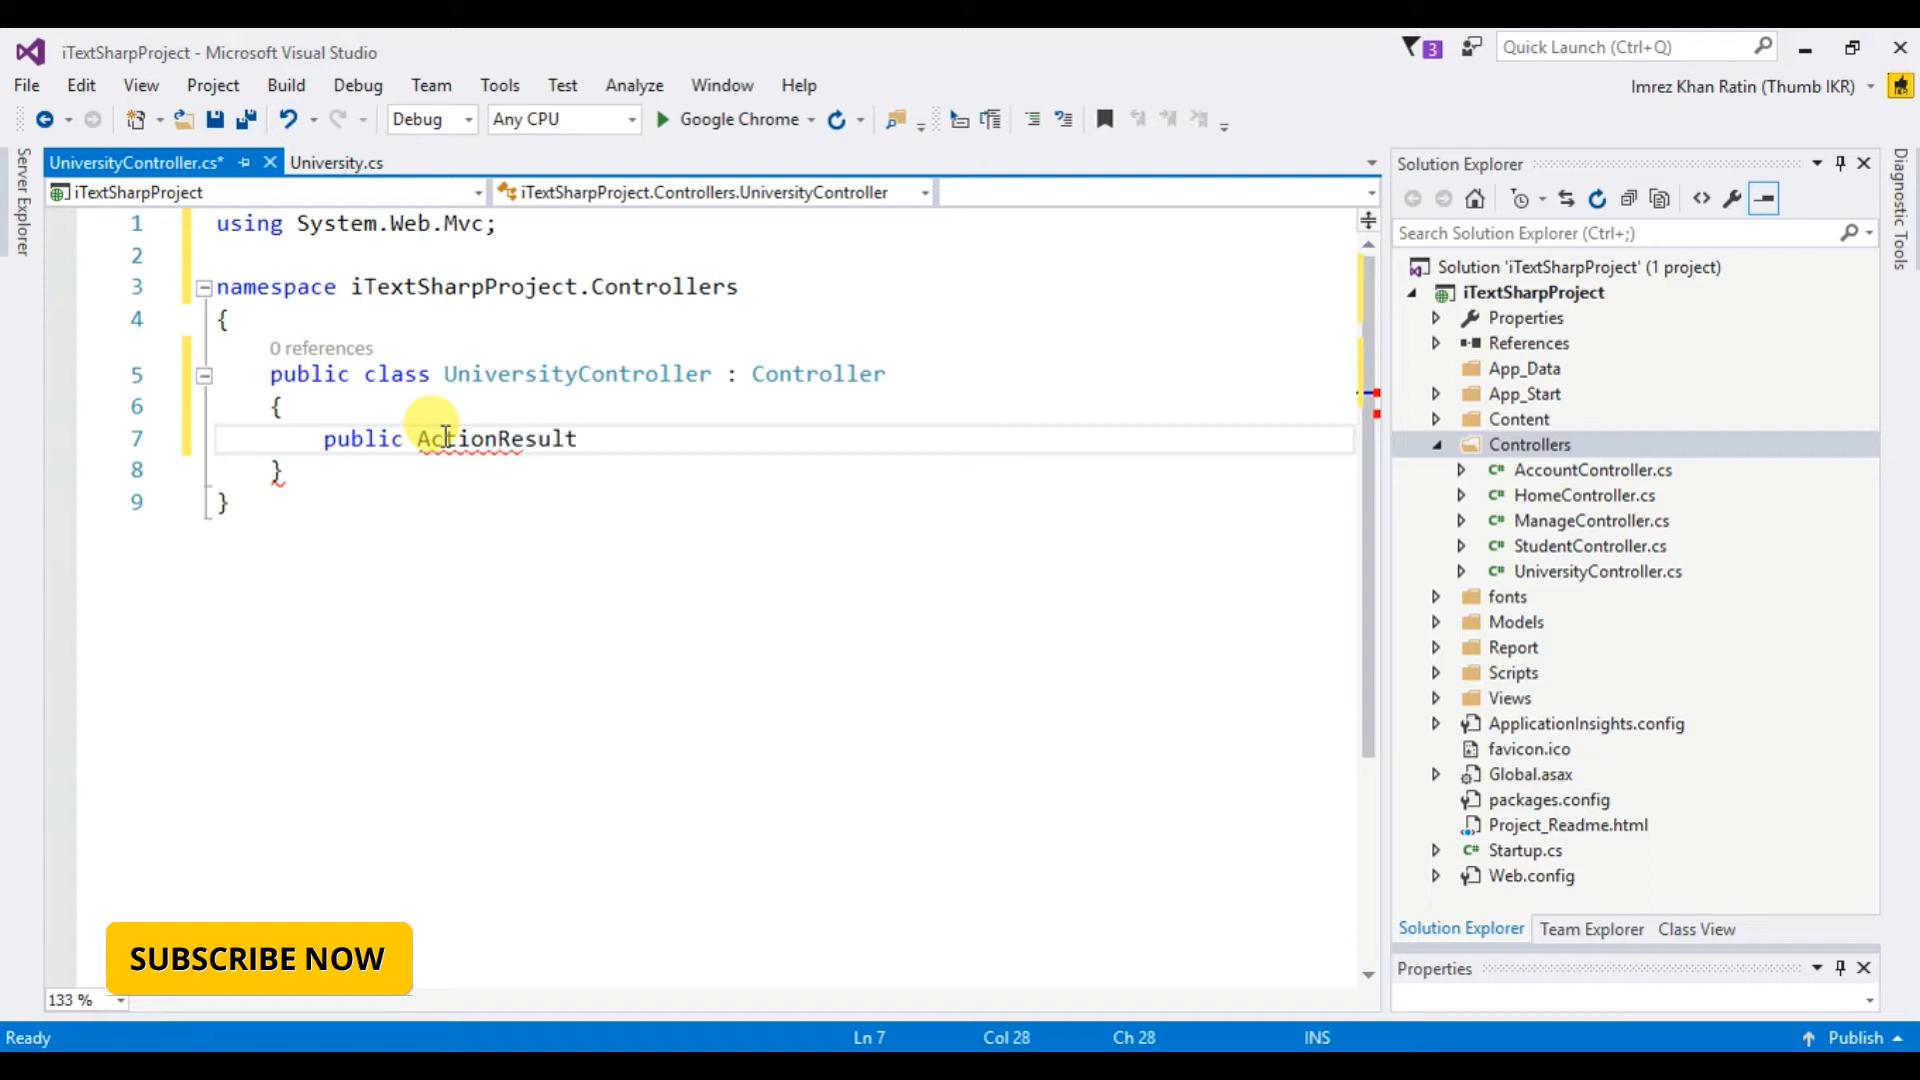 iTextSharpProject - Microsoft Visual Studio
3
Quick Launch (Ctrl+Q)
File Edit View Project Build Debug Team Tools Test Analyze Window Help
Imrez Khan Ratin (Thumb IKR)
Debug Any CPU Google Chrome
Server Explorer
UniversityController.cs* University.cs
iTextSharpProject iTextSharpProject.Controllers.UniversityController
1 using System.Web.Mvc;
2
3 namespace iTextSharpProject.Controllers
4 {
0 references
5 public class UniversityController : Controller
6 {
7 public ActionResult
8 }
9 }
SUBSCRIBE NOW
133 %
Solution Explorer
Search Solution Explorer (Ctrl+;)
Solution 'iTextSharpProject' (1 project)
iTextSharpProject
Properties
References
App_Data
App_Start
Content
Controllers
C# AccountController.cs
C# HomeController.cs
C# ManageController.cs
C# StudentController.cs
C# UniversityController.cs
fonts
Models
Report
Scripts
Views
ApplicationInsights.config
favicon.ico
Global.asax
packages.config
Project_Readme.html
C# Startup.cs
Web.config
Solution Explorer Team Explorer Class View
Properties
Diagnostic Tools
Ready Ln 7 Col 28 Ch 28 INS Publish